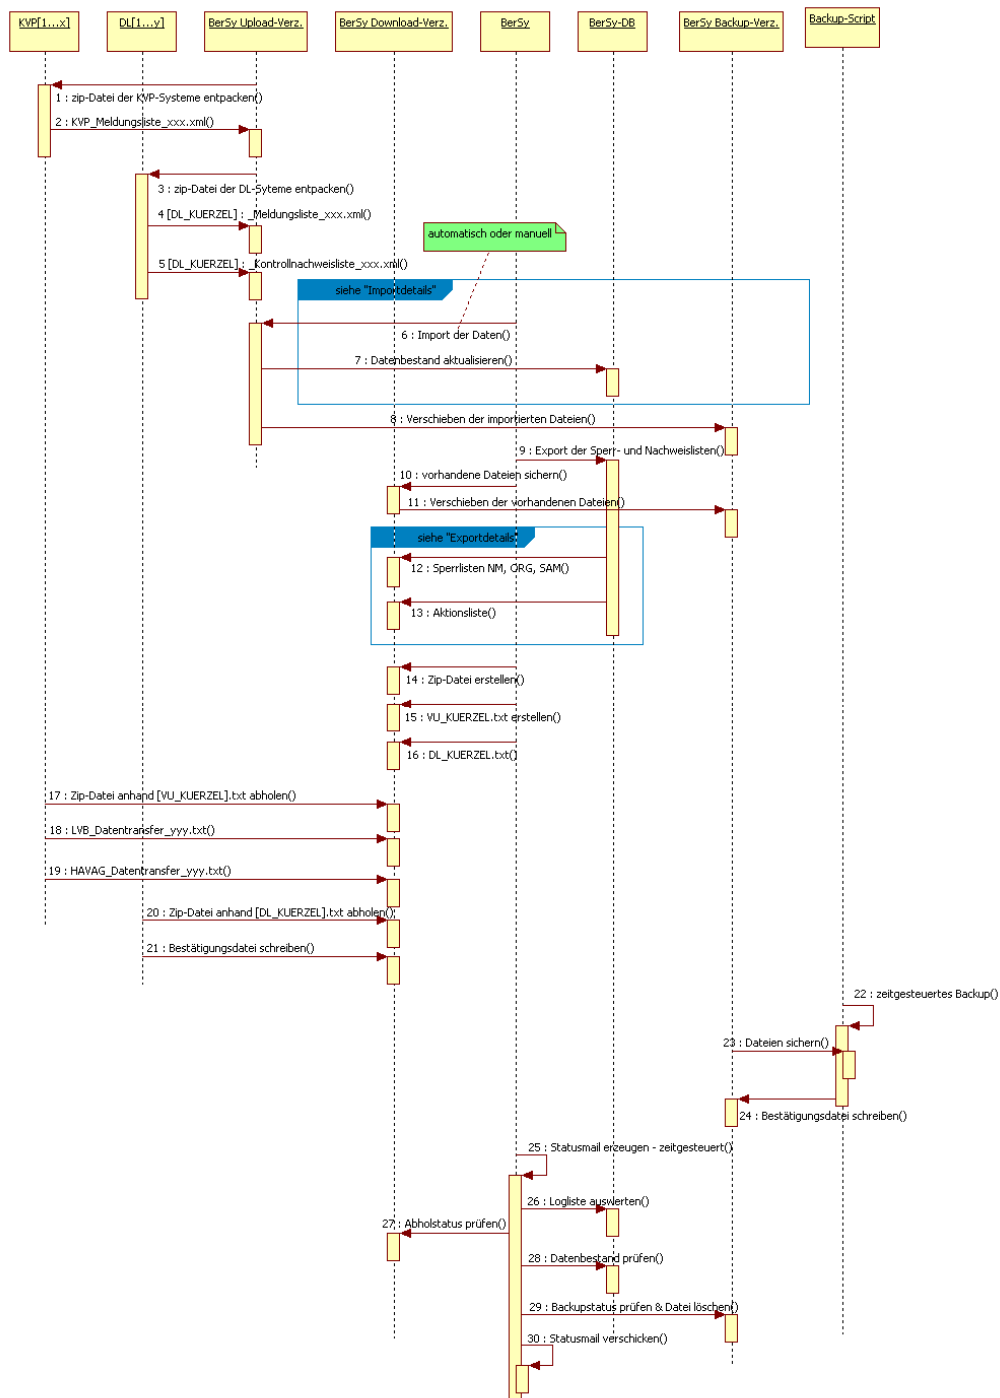 KVP[1...x]
DL[1...y]
BerSy Upload-Verz.
BerSy Download-Verz.
BerSy
BerSy-DB
BerSy Backup-Verz.
Backup-Script
1 : zip-Datei der KVP-Systeme entpacken()
2 : KVP_Meldungsliste_xxx.xml()
3 : zip-Datei der DL-Syteme entpacken()
4 [DL_KUERZEL] : _Meldungsliste_xxx.xml()
automatisch oder manuell
5 [DL_KUERZEL] : _Kontrollnachweisliste_xxx.xml()
siehe "Importdetails"
6 : Import der Daten()
7 : Datenbestand aktualisieren()
8 : Verschieben der importierten Dateien()
9 : Export der Sperr- und Nachweislisten()
10 : vorhandene Dateien sichern()
11 : Verschieben der vorhandenen Dateien()
siehe "Exportdetails"
12 : Sperrlisten NM, ORG, SAM()
13 : Aktionsliste()
14 : Zip-Datei erstellen()
15 : VU_KUERZEL.txt erstellen()
16 : DL_KUERZEL.txt()
17 : Zip-Datei anhand [VU_KUERZEL].txt abholen()
18 : LVB_Datentransfer_yyy.txt()
19 : HAVAG_Datentransfer_yyy.txt()
20 : Zip-Datei anhand [DL_KUERZEL].txt abholen()
21 : Bestätigungsdatei schreiben()
22 : zeitgesteuertes Backup()
23 : Dateien sichern()
24 : Bestätigungsdatei schreiben()
25 : Statusmail erzeugen - zeitgesteuert()
26 : Logliste auswerten()
27 : Abholstatus prüfen()
28 : Datenbestand prüfen()
29 : Backupstatus prüfen & Datei löschen()
30 : Statusmail verschicken()